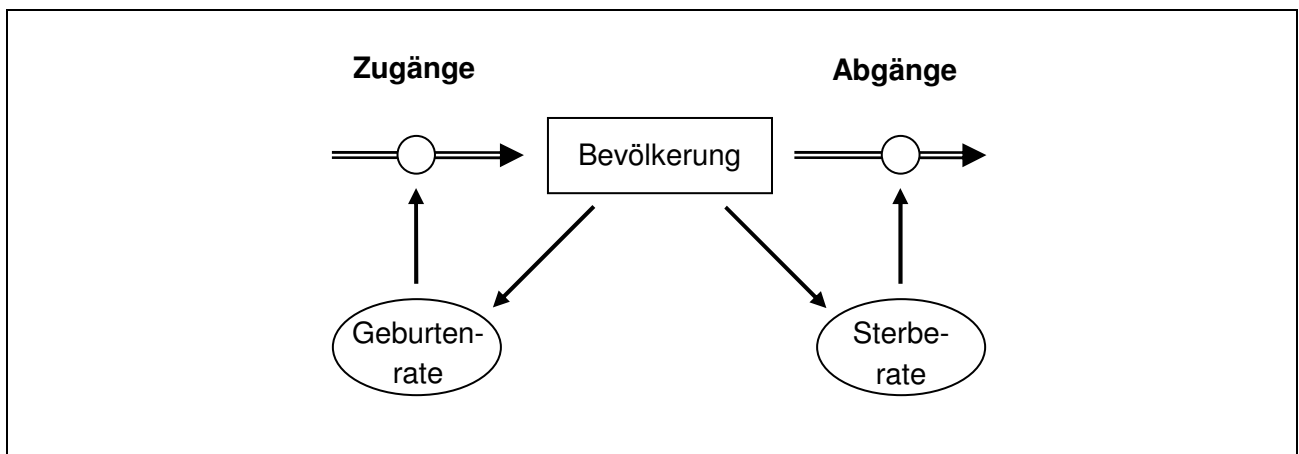 Zugänge
Abgänge
Bevölkerung
Geburten-
rate
Sterbe-
rate